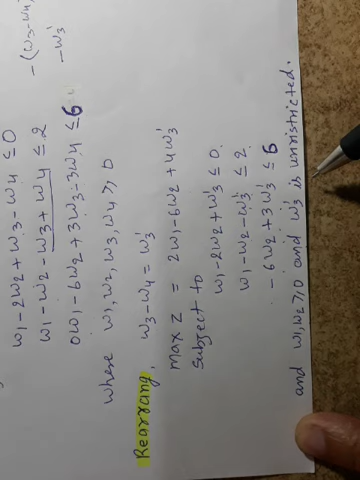 w1-2w2+w3-w4 ≤ 0
w1-w2-w3+w4 ≤ 2 -(w3-w4)
0w1-6w2+3w3-3w4 ≤ 6 -w3'
where w1, w2, w3, w4 ≥ 0
Rearrang, w3-w4 = w3'
max Z = 2w1-6w2+4w3'
Subject to
w1-2w2+w3' ≤ 0.
w1-w2-w3' ≤ 2.
-6w2+3w3' ≤ 6
and w1,w2 ≥ 0 and w3' is unristricted.